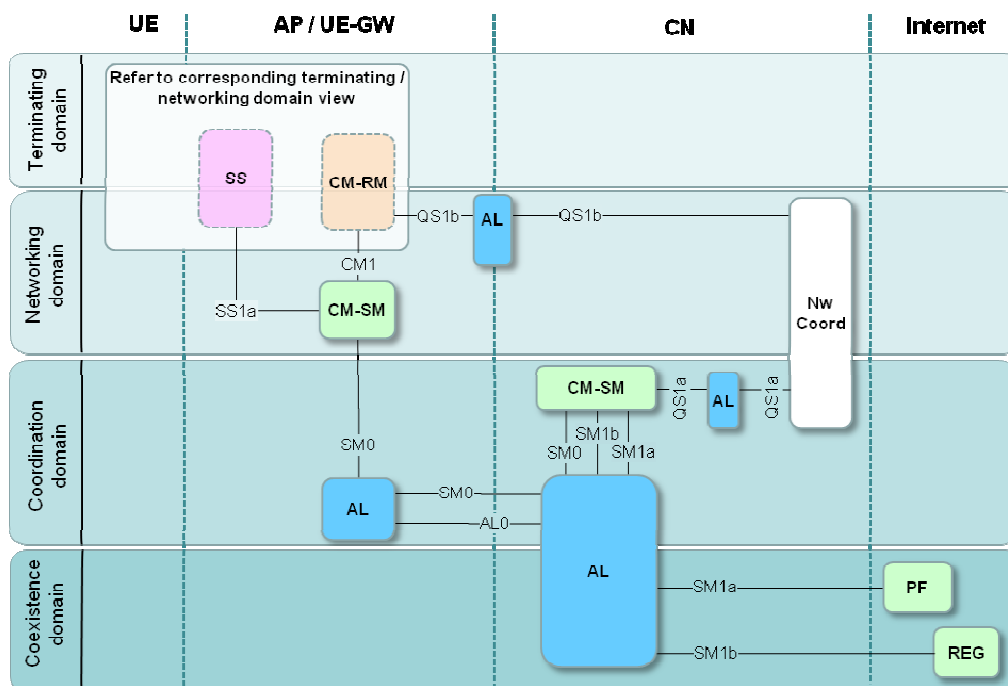 UE
AP / UE-GW
CN
Internet
Terminating
domain
Refer to corresponding terminating /
networking domain view
SS
CM-RM
Networking
domain
QS1b
AL
QS1b
CM1
SS1a
CM-SM
Nw
Coord
Coordination
domain
CM-SM
QS1a
AL
QS1a
SM0
SM0
SM1b
SM1a
AL
SM0
AL0
AL
Coexistence
domain
SM1a
PF
SM1b
REG